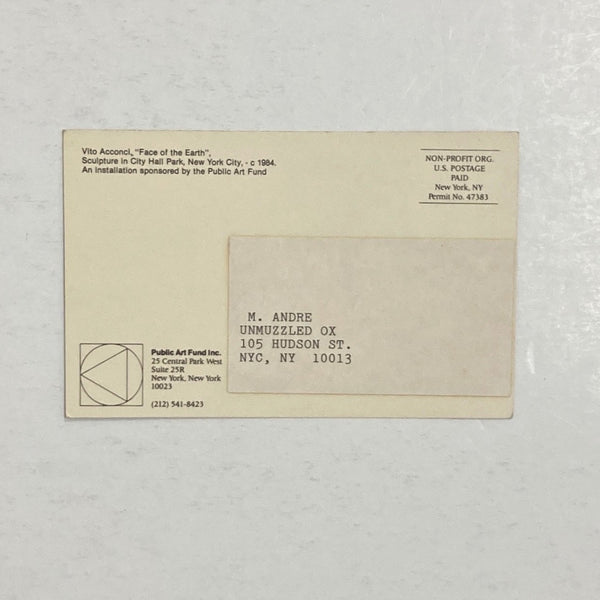 Vito Acconci, "Face of the Earth",
Sculpture in City Hall Park, New York City, - c 1984.
An installation sponsored by the Public Art Fund
NON-PROFIT ORG.
U.S. POSTAGE
PAID
New York, NY
Permit No. 47383
M. ANDRE
UNMUZZLED OX
105 HUDSON ST.
NYC, NY 10013
Public Art Fund Inc.
25 Central Park West
Suite 25R
New York, New York
10023
(212) 541-8423